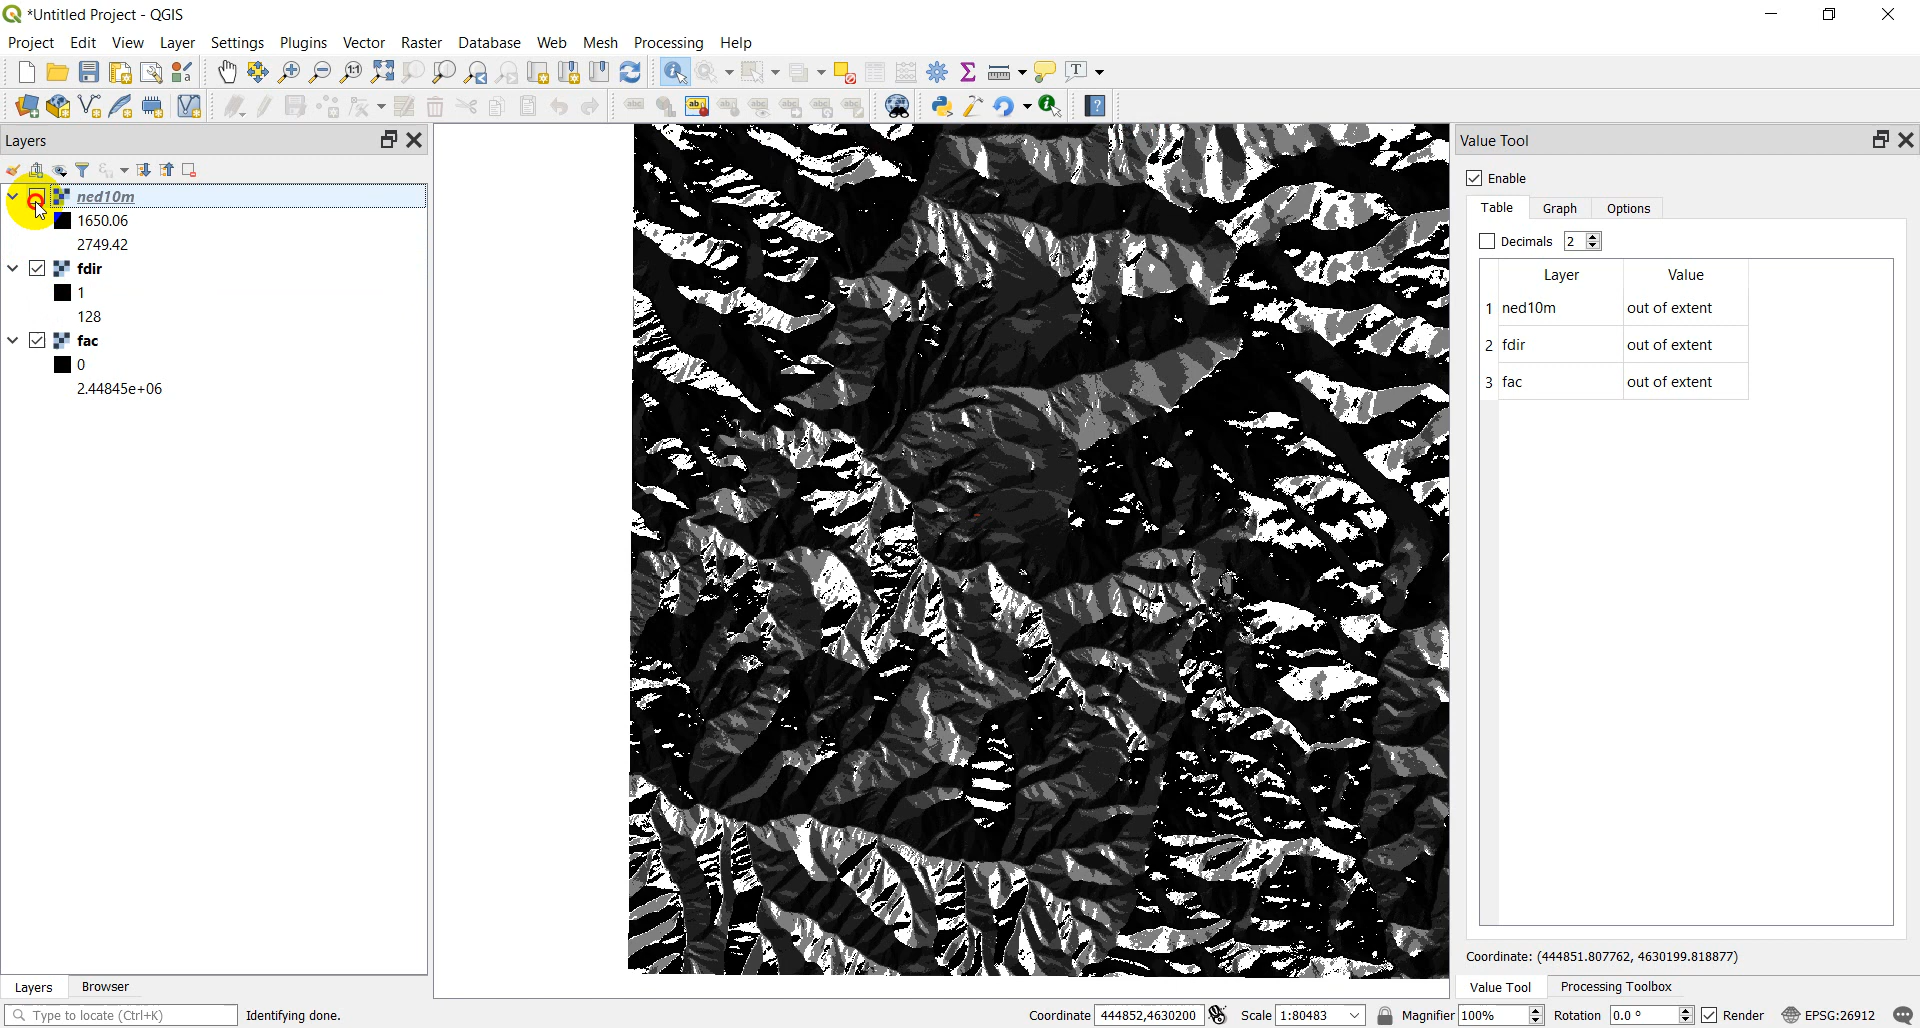 *Untitled Project - QGIS
Project Edit View Layer Settings Plugins Vector Raster Database Web Mesh Processing Help
Layers
ned10m
1650.06
2749.42
fdir
1
128
fac
0
2.44845e+06
Layers Browser
Value Tool
Enable
Table Graph Options
Decimals 2
Layer Value
1 ned10m out of extent
2 fdir out of extent
3 fac out of extent
Coordinate: (444851.807762, 4630199.818877)
Value Tool Processing Toolbox
Type to locate (Ctrl+K) Identifying done. Coordinate 444852,4630200 Scale 1:80483 Magnifier 100% Rotation 0.0 ° Render EPSG:26912